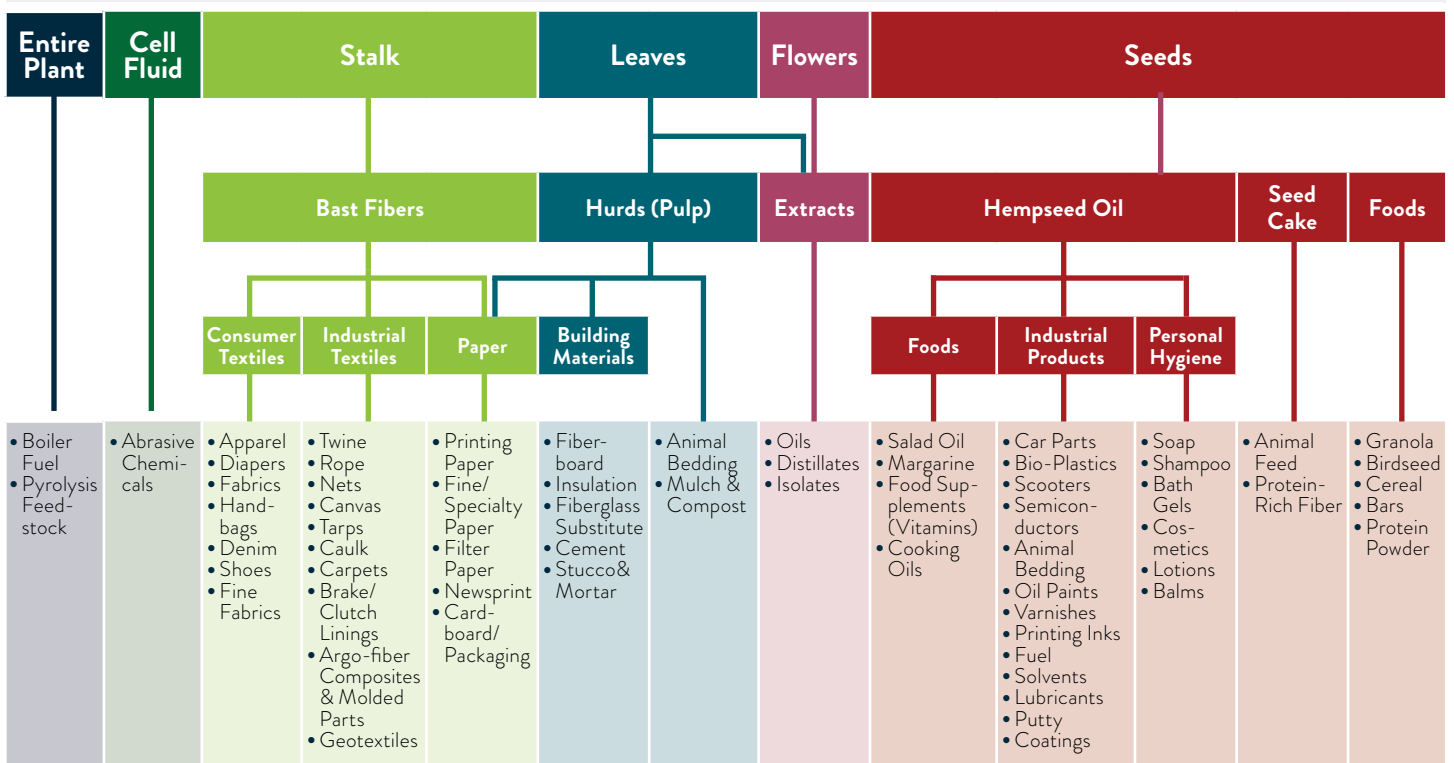 Entire
Plant
Cell
Fluid
Stalk
Leaves
Flowers
Seeds
Bast Fibers
Hurds (Pulp)
Extracts
Hempseed Oil
Seed
Cake
Foods
Consumer
Textiles
Industrial
Textiles
Paper
Building
Materials
Foods
Industrial
Products
Personal
Hygiene
• Boiler
Fuel
• Pyrolysis
Feed-
stock
• Abrasive
Chemi-
cals
• Apparel
• Diapers
• Fabrics
• Hand-
bags
• Denim
• Shoes
• Fine
Fabrics
• Twine
• Rope
• Nets
• Canvas
• Tarps
• Caulk
• Carpets
• Brake/
Clutch
Linings
• Argo-fiber
Composites
& Molded
Parts
• Geotextiles
• Printing
Paper
• Fine/
Specialty
Paper
• Filter
Paper
• Newsprint
• Card-
board/
Packaging
• Fiber-
board
• Insulation
• Fiberglass
Substitute
• Cement
• Stucco&
Mortar
• Animal
Bedding
• Mulch &
Compost
• Oils
• Distillates
• Isolates
• Salad Oil
• Margarine
• Food Sup-
plements
(Vitamins)
• Cooking
Oils
• Car Parts
• Bio-Plastics
• Scooters
• Semicon-
ductors
• Animal
Bedding
• Oil Paints
• Varnishes
• Printing Inks
• Fuel
• Solvents
• Lubricants
• Putty
• Coatings
• Soap
• Shampoo
• Bath
Gels
• Cos-
metics
• Lotions
• Balms
• Animal
Feed
• Protein-
Rich Fiber
• Granola
• Birdseed
• Cereal
• Bars
• Protein
Powder